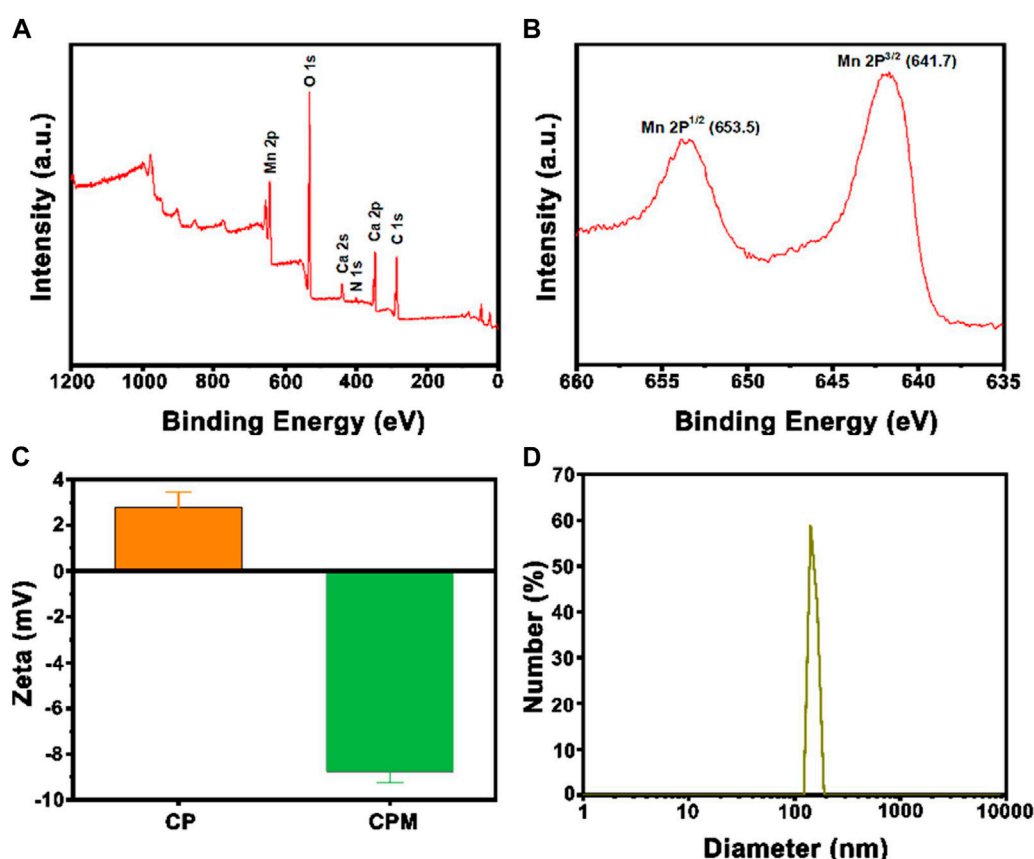 A
Intensity (a.u.)
Mn 2p
O 1s
Ca 2s
N 1s
Ca 2p
C 1s
1200 1000 800 600 400 200 0
Binding Energy (eV)
B
Intensity (a.u.)
Mn 2P3/2 (641.7)
Mn 2P1/2 (653.5)
660 655 650 645 640 635
Binding Energy (eV)
C
Zeta (mV)
4
2
0
-2
-4
-6
-8
-10
CP CPM
D
Number (%)
70
60
50
40
30
20
10
0
1 10 100 1000 10000
Diameter (nm)